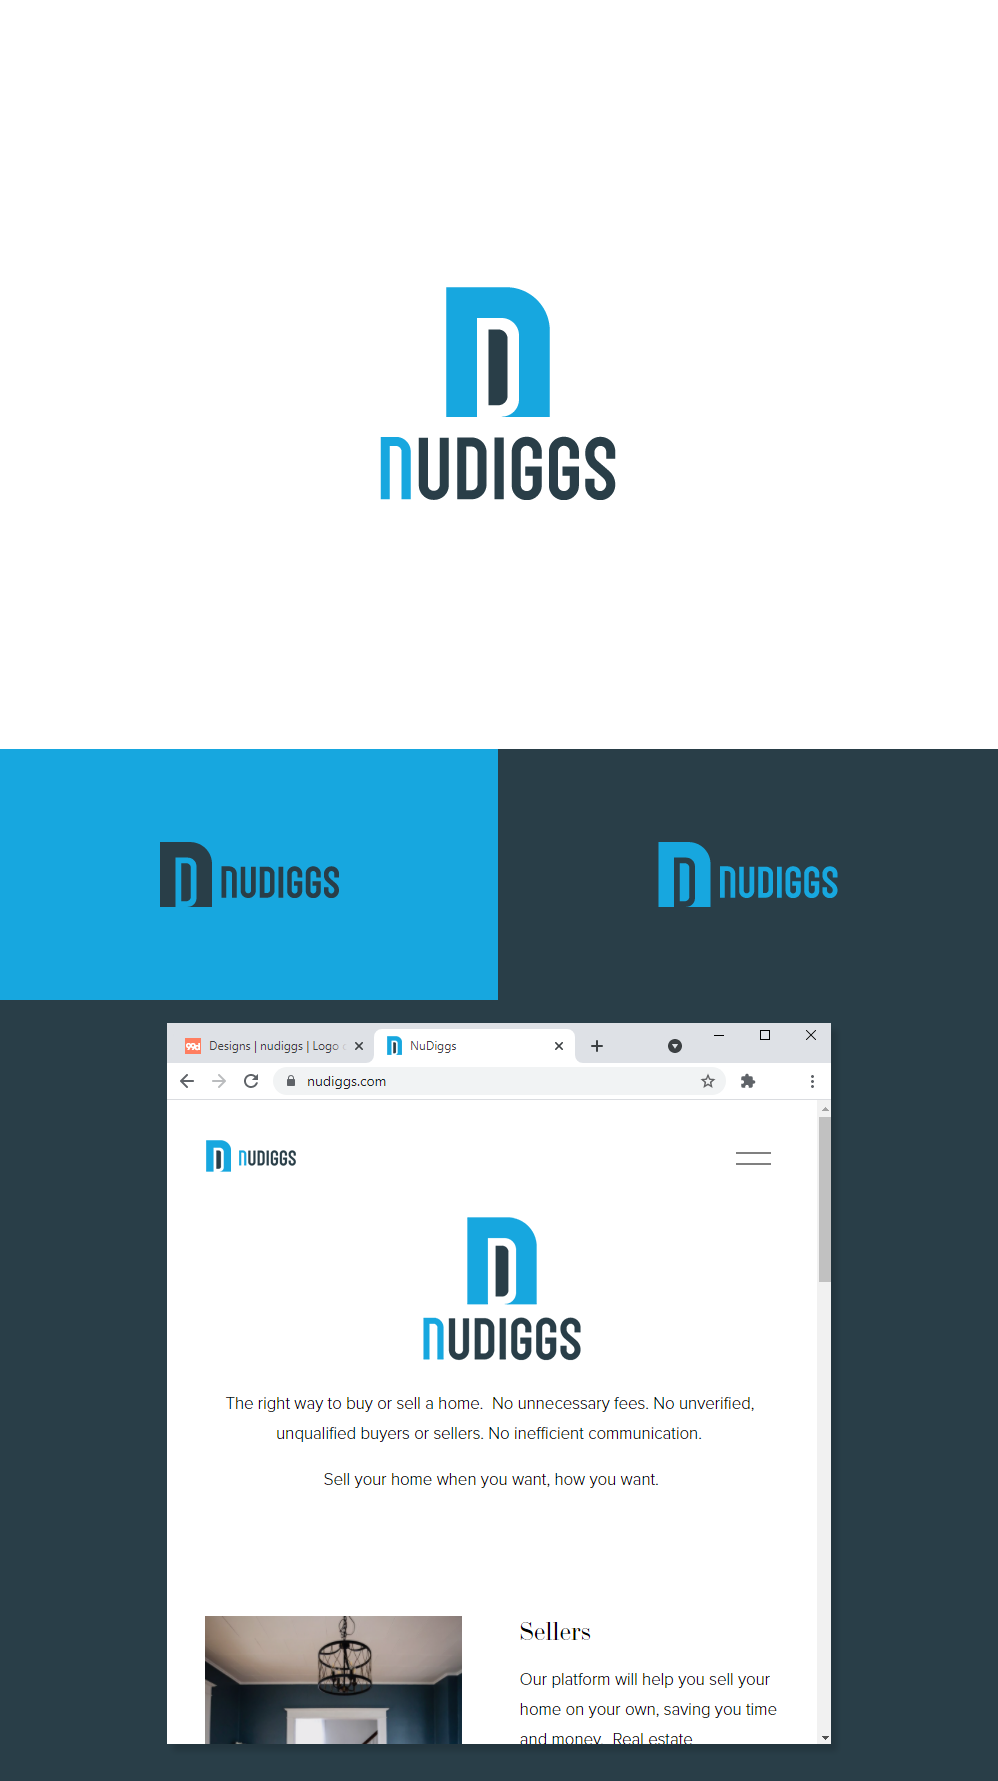 nUDIGGS
nUDIGGS
nUDIGGS
99d Designs | nudiggs | Logo
NuDiggs
nudiggs.com
nUDIGGS
nUDIGGS
The right way to buy or sell a home.  No unnecessary fees. No unverified,
unqualified buyers or sellers. No inefficient communication.
Sell your home when you want, how you want.
Sellers
Our platform will help you sell your
home on your own, saving you time
and money.  Real estate